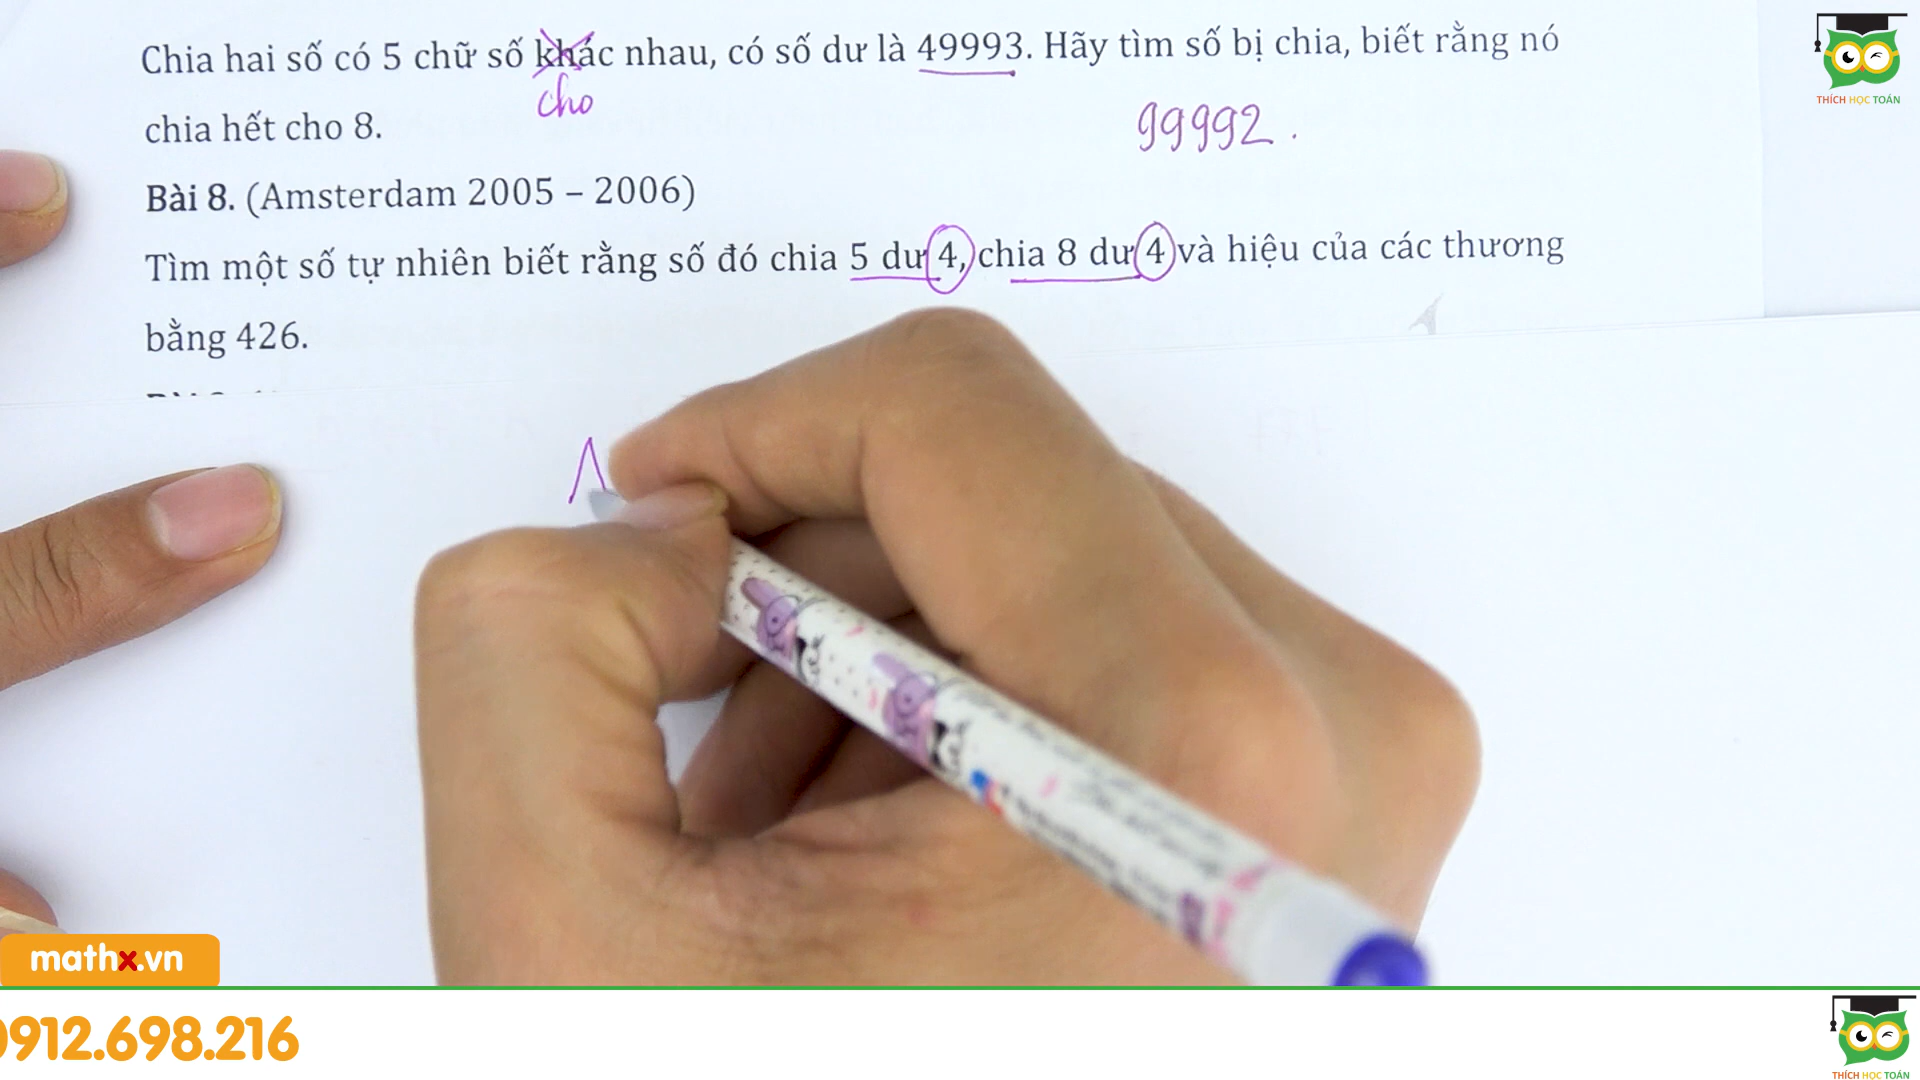 Chia hai số có 5 chữ số khác nhau, có số dư là 49993. Hãy tìm số bị chia, biết rằng nó
cho
chia hết cho 8.
99992.
Bài 8. (Amsterdam 2005 – 2006)
Tìm một số tự nhiên biết rằng số đó chia 5 dư 4, chia 8 dư 4 và hiệu của các thương
bằng 426.
THÍCH HỌC TOÁN
mathx.vn
0912.698.216
THÍCH HỌC TOÁN